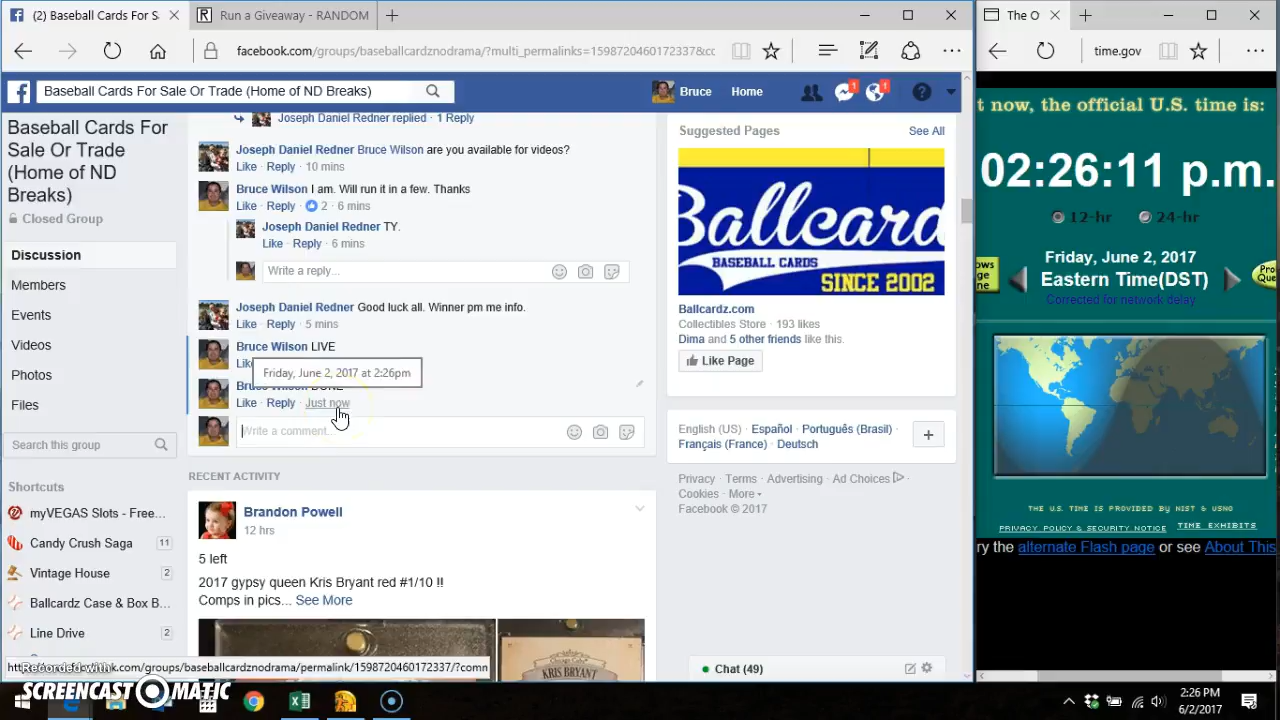 (2) Baseball Cards For Sa
Run a Giveaway - RANDOM
The O
facebook.com/groups/baseballcardznodrama/?multi_permalinks=1598720460172337&c
time.gov
Baseball Cards For Sale Or Trade (Home of ND Breaks)
Bruce
Home
1
1
Baseball Cards For
Sale Or Trade
(Home of ND
Breaks)
Closed Group
Discussion
Members
Events
Videos
Photos
Files
Search this group
Shortcuts
myVEGAS Slots - Free...
Candy Crush Saga 11
Vintage House 2
Ballcardz Case & Box B...
Line Drive 2
Joseph Daniel Redner replied · 1 Reply
Joseph Daniel Redner Bruce Wilson are you available for videos?
Like · Reply · 10 mins
Bruce Wilson I am. Will run it in a few. Thanks
Like · Reply · 2 · 6 mins
Joseph Daniel Redner TY.
Like · Reply · 6 mins
Write a reply...
Joseph Daniel Redner Good luck all. Winner pm me info.
Like · Reply · 5 mins
Bruce Wilson LIVE
Lik
Friday, June 2, 2017 at 2:26pm
Bruce Wilson DONE
Like · Reply · Just now
Write a comment...
RECENT ACTIVITY
Brandon Powell
12 hrs
5 left
2017 gypsy queen Kris Bryant red #1/10 !!
Comps in pics... See More
KRIS BRYANT
Suggested Pages
See All
Ballcard
BASEBALL CARDS
SINCE 2002
Ballcardz.com
Collectibles Store · 193 likes
Dima and 5 other friends like this.
Like Page
English (US) · Español · Português (Brasil) ·
Français (France) · Deutsch
Privacy · Terms · Advertising · Ad Choices ·
Cookies · More
Facebook © 2017
Chat (49)
t now, the official U.S. time is:
02:26:11 p.m.
12-hr
24-hr
Friday, June 2, 2017
Eastern Time(DST)
Corrected for network delay
THE U.S. TIME IS PROVIDED BY NIST & USNO
PRIVACY POLICY & SECURITY NOTICE
TIME EXHIBITS
ry the alternate Flash page or see About This
Recorded with
SCREENCAST MATIC
2:26 PM
6/2/2017